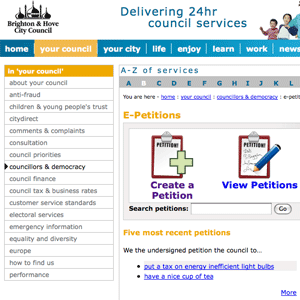 Brighton & Hove
City Council
Delivering 24hr
council services
home your council your city life enjoy learn work news
in 'your council'
about your council
anti-fraud
children & young people's trust
citydirect
comments & complaints
consultation
council priorities
councillors & democracy
council finance
council tax & business rates
customer service standards
electoral services
emergency information
equality and diversity
europe
how to find us
performance
A-Z of services
A B C D E F G H I J K L
You are here - home : your council : councillors & democracy : e-peti
E-Petitions
PETITION!
Create a
Petition
PETITION!
View Petitions
Search petitions: Go
Five most recent petitions
We the undersigned petition the council to...
put a tax on energy inefficient light bulbs
have a nice cup of tea
More